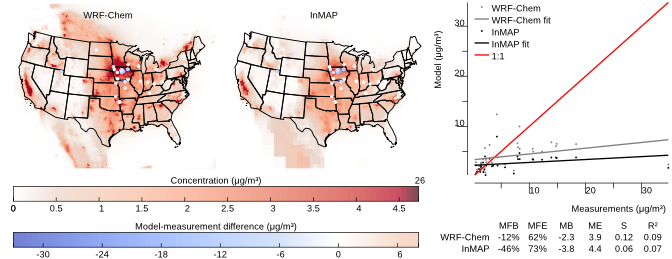 WRF-Chem
InMAP
Concentration (µg/m³)
26
0 0.5 1 1.5 2 2.5 3 3.5 4 4.5
Model-measurement difference (µg/m³)
-30 -24 -18 -12 -6 0 6
Model (µg/m³)
30
20
10
WRF-Chem
WRF-Chem fit
InMAP
InMAP fit
1:1
10 20 30
Measurements (µg/m³)
MFB MFE MB ME S R²
WRF-Chem -12% 62% -2.3 3.9 0.12 0.09
InMAP -46% 73% -3.8 4.4 0.06 0.07